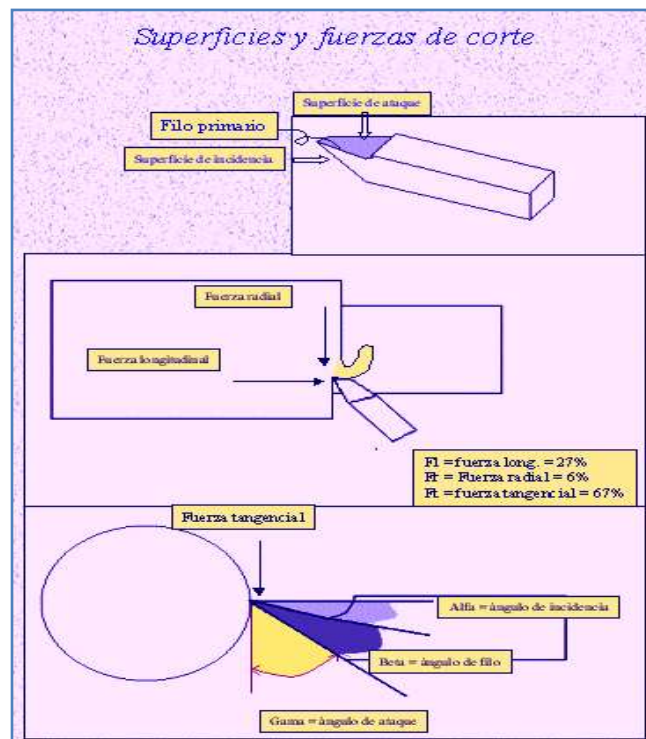 Superficies y fuerzas de corte
Superficie de ataque
Filo primario
Superficie de incidencia
Fuerza radial
Fuerza longitudinal
Fl = fuerza long. = 27%
Fr = Fuerza radial = 6%
Ft = fuerza tangencial = 67%
Fuerza tangencial
Alfa = ángulo de incidencia
Beta = ángulo de filo
Gama = ángulo de ataque